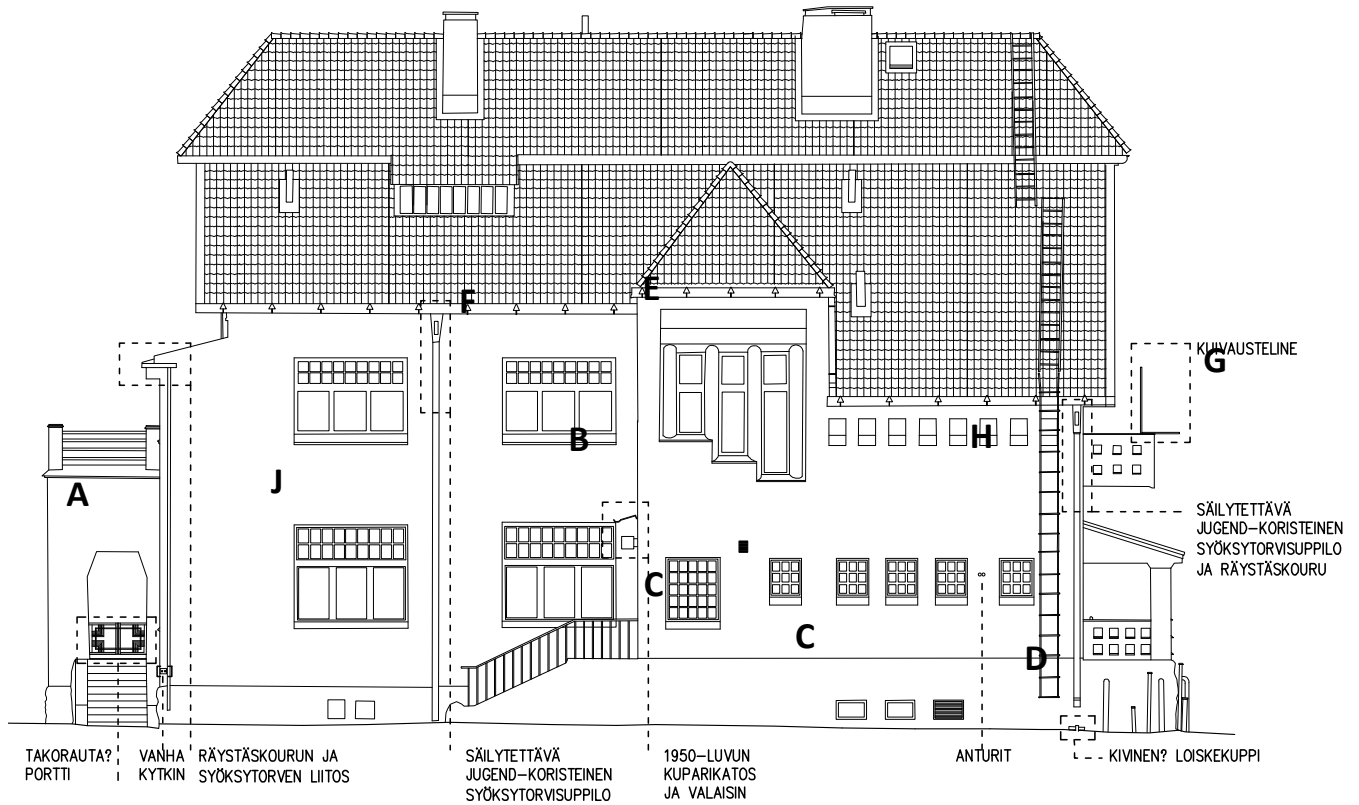 F
E
KUIVAUSTELINE
G
B
H
J
A
SÄILYTETTÄVÄ
JUGEND-KORISTEINEN
SYÖKSYTORVISUPPILO
JA RÄYSTÄSKOURU
C
C
D
TAKORAUTA?
PORTTI
VANHA
KYTKIN
RÄYSTÄSKOURUN JA
SYÖKSYTORVEN LIITOS
SÄILYTETTÄVÄ
JUGEND-KORISTEINEN
SYÖKSYTORVISUPPILO
1950-LUVUN
KUPARIKATOS
JA VALAISIN
ANTURIT
KIVINEN? LOISKEKUPPI